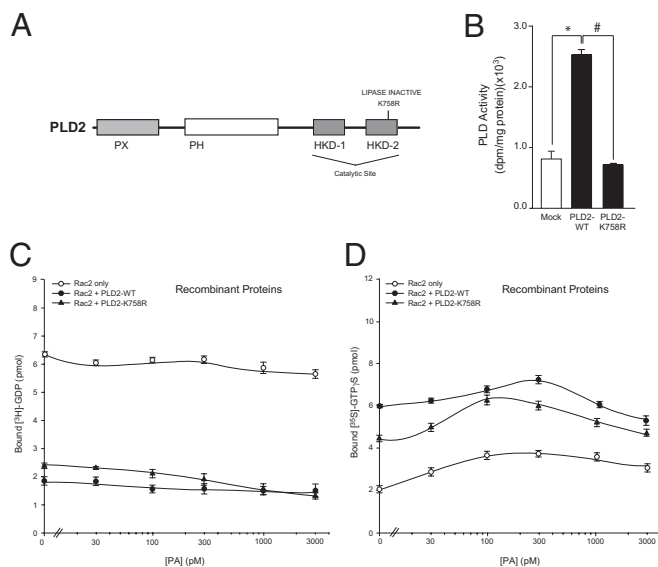 A
LIPASE INACTIVE
K758R
PLD2
PX
PH
HKD-1
HKD-2
Catalytic Site
B
PLD Activity
(dpm/mg protein)(x10³)
3.0
2.0
1.0
0.0
*
#
Mock
PLD2-
WT
PLD2-
K758R
C
Rac2 only
Rac2 + PLD2-WT
Rac2 + PLD2-K758R
Recombinant Proteins
Bound [³H]-GDP (pmol)
9
8
7
6
5
4
3
2
1
0
0
30
100
300
1000
3000
[PA] (pM)
D
Rac2 only
Rac2 + PLD2-WT
Rac2 + PLD2-K758R
Recombinant Proteins
Bound [³⁵S]-GTPγS (pmol)
12
10
8
6
4
2
0
0
30
100
300
1000
3000
[PA] (pM)